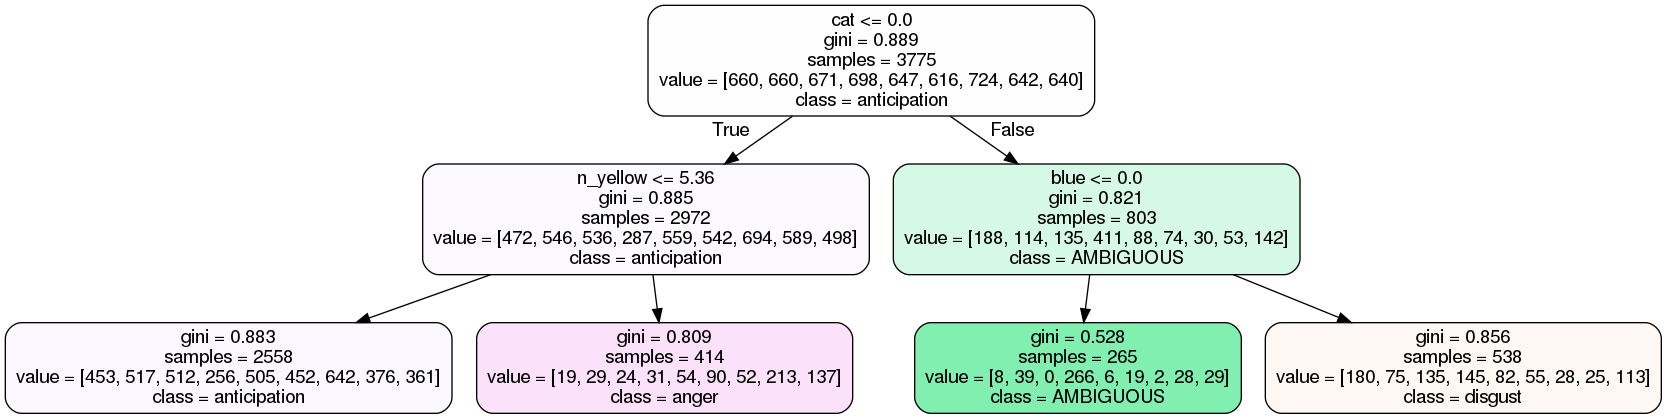 cat <= 0.0
gini = 0.889
samples = 3775
value = [660, 660, 671, 698, 647, 616, 724, 642, 640]
class = anticipation
True
False
n_yellow <= 5.36
gini = 0.885
samples = 2972
value = [472, 546, 536, 287, 559, 542, 694, 589, 498]
class = anticipation
blue <= 0.0
gini = 0.821
samples = 803
value = [188, 114, 135, 411, 88, 74, 30, 53, 142]
class = AMBIGUOUS
gini = 0.883
samples = 2558
value = [453, 517, 512, 256, 505, 452, 642, 376, 361]
class = anticipation
gini = 0.809
samples = 414
value = [19, 29, 24, 31, 54, 90, 52, 213, 137]
class = anger
gini = 0.528
samples = 265
value = [8, 39, 0, 266, 6, 19, 2, 28, 29]
class = AMBIGUOUS
gini = 0.856
samples = 538
value = [180, 75, 135, 145, 82, 55, 28, 25, 113]
class = disgust